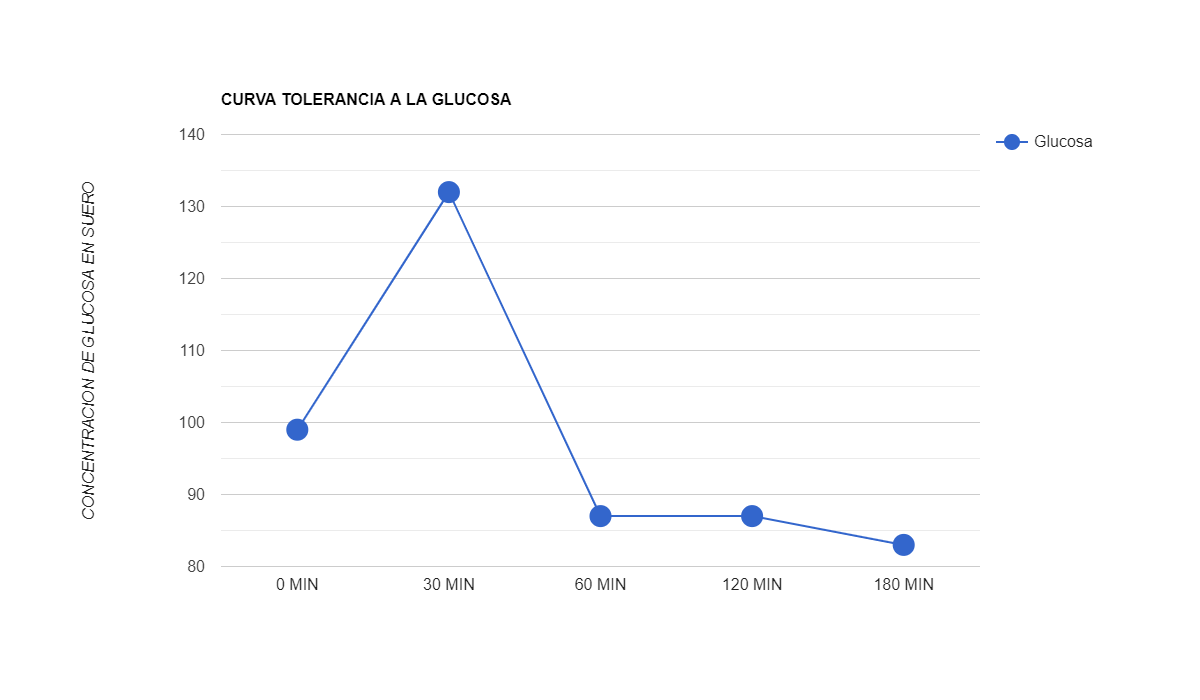 CURVA TOLERANCIA A LA GLUCOSA
Glucosa
CONCENTRACION DE GLUCOSA EN SUERO
140
130
120
110
100
90
80
0 MIN 30 MIN 60 MIN 120 MIN 180 MIN